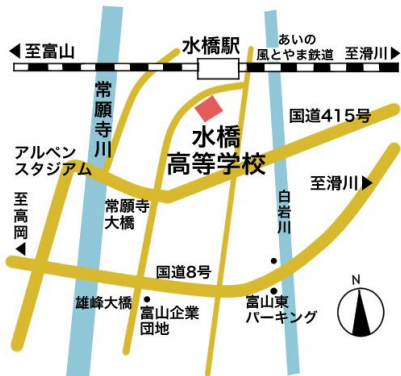 水橋駅
至富山
あいの
風とやま鉄道
至滑川
常願寺川
水橋
高等学校
国道415号
アルペン
スタジアム
至滑川
至高岡
常願寺
大橋
白岩川
国道8号
雄峰大橋
富山企業
団地
富山東
パーキング
N